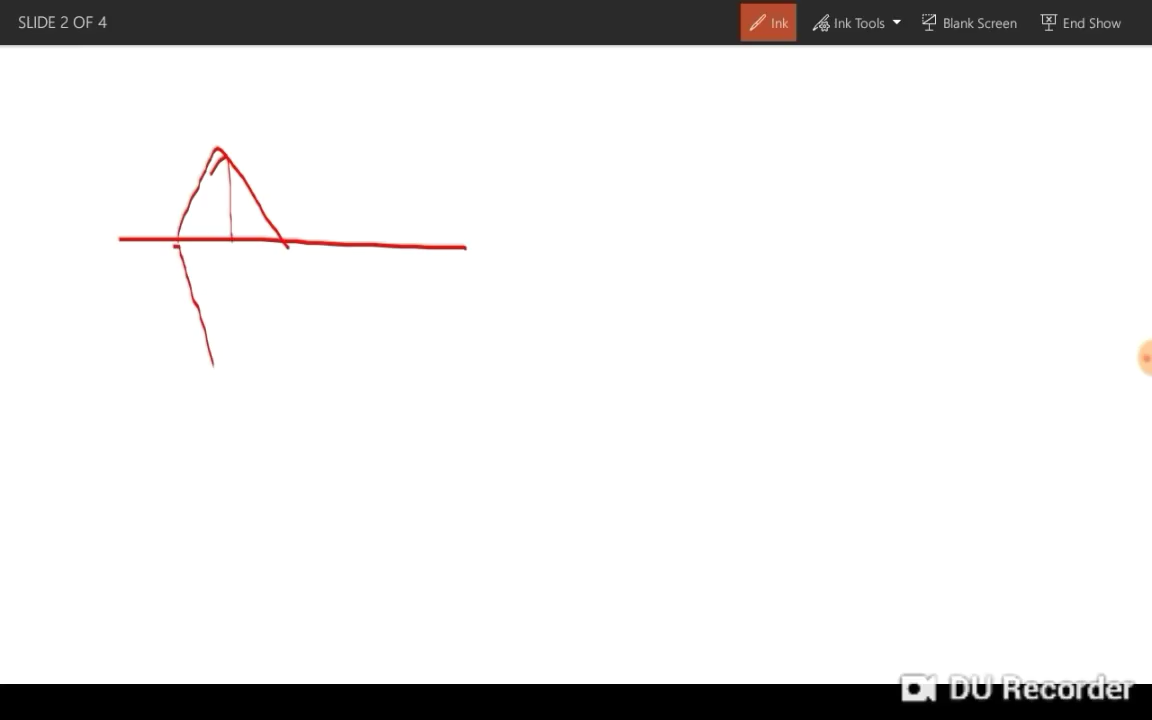 SLIDE 2 OF 4
Ink
Ink Tools
Blank Screen
End Show
DU Recorder